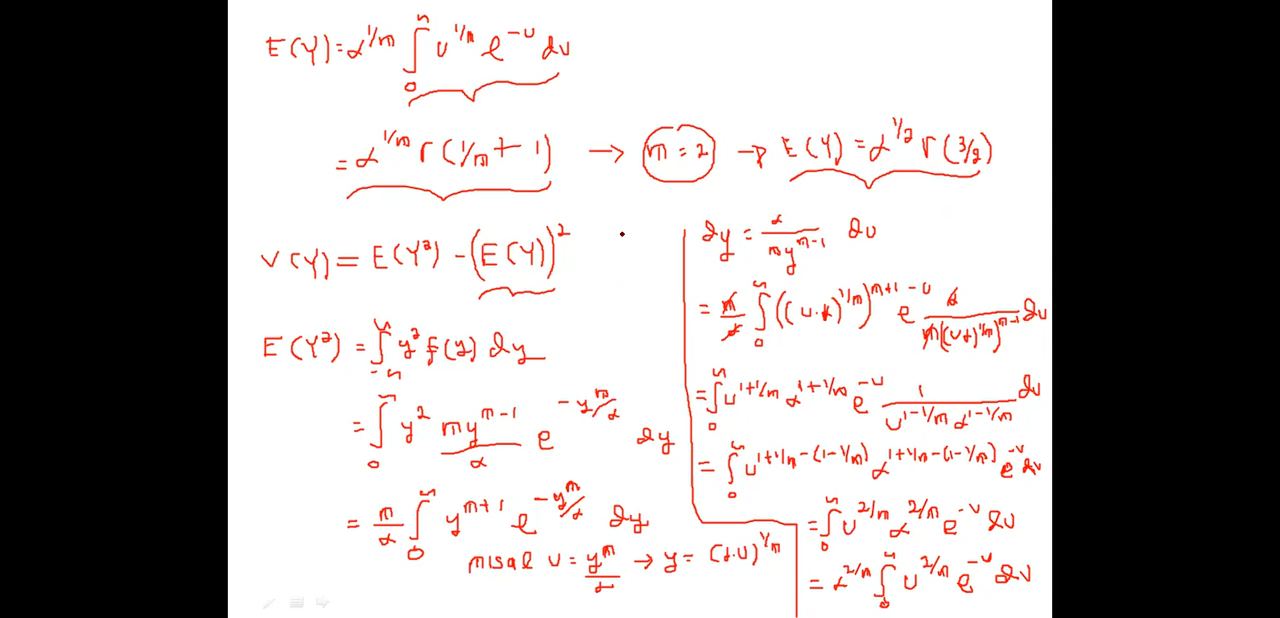 E(Y) = α^{1/m} ∫_0^∞ u^{1/m} e^{-u} du
= α^{1/m} Γ(1/m + 1) → m = 2 → E(Y) = α^{1/2} Γ(3/2)
V(Y) = E(Y²) - (E(Y))²
E(Y²) = ∫_{-∞}^∞ y² f(y) dy
= ∫_0^∞ y² my^{m-1}/α e^{-y^m/α} dy
= m/α ∫_0^∞ y^{m+1} e^{-y^m/α} dy
misal u = y^m/α → y = (α.u)^{1/m}
dy = α/(my^{m-1}) du
= m/α ∫_0^∞ ((u.α)^{1/m})^{m+1} e^{-u} α/(m((uα)^{1/m})^{m-1}) du
= ∫_0^∞ u^{1+1/m} α^{1+1/m} e^{-u} 1/(u^{1-1/m} α^{1-1/m}) du
= ∫_0^∞ u^{1+1/m-(1-1/m)} α^{1+1/m-(1-1/m)} e^{-u} du
= ∫_0^∞ u^{2/m} α^{2/m} e^{-u} du
= α^{2/m} ∫_0^∞ u^{2/m} e^{-u} du